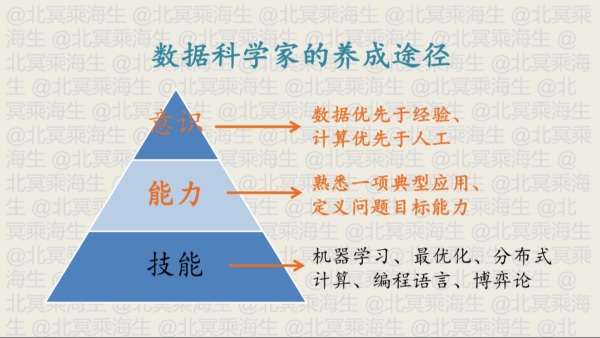 数据科学家的养成途径
意识
数据优先于经验、
计算优先于人工
能力
熟悉一项典型应用、
定义问题目标能力
技能
机器学习、最优化、分布式
计算、编程语言、博弈论
@北冥乘海生